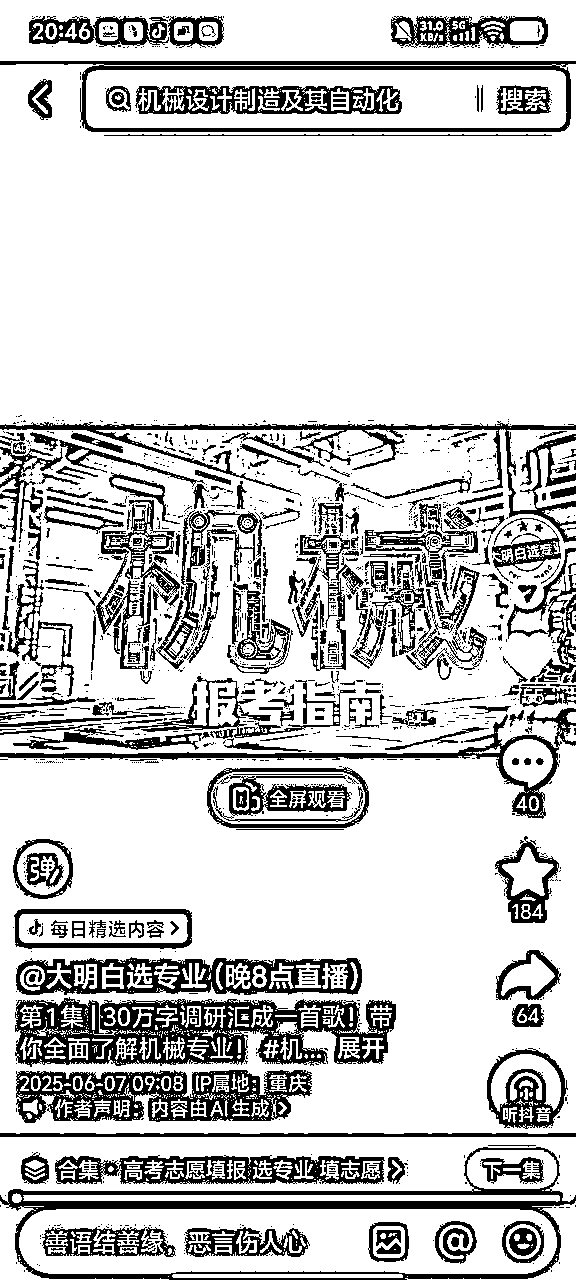 20:46
31.0 KB/s 5G
机械设计制造及其自动化
搜索
机械
报考指南
大明白选专业
全屏观看
40
弹
184
每日精选内容
@大明白选专业(晚8点直播)
第1集|30万字调研汇成一首歌！带
64
你全面了解机械专业！ #机... 展开
2025-06-07 09:08 IP属地：重庆
作者声明：内容由AI生成
听抖音
合集·高考志愿填报 选专业 填志愿
下一集
善语结善缘，恶言伤人心